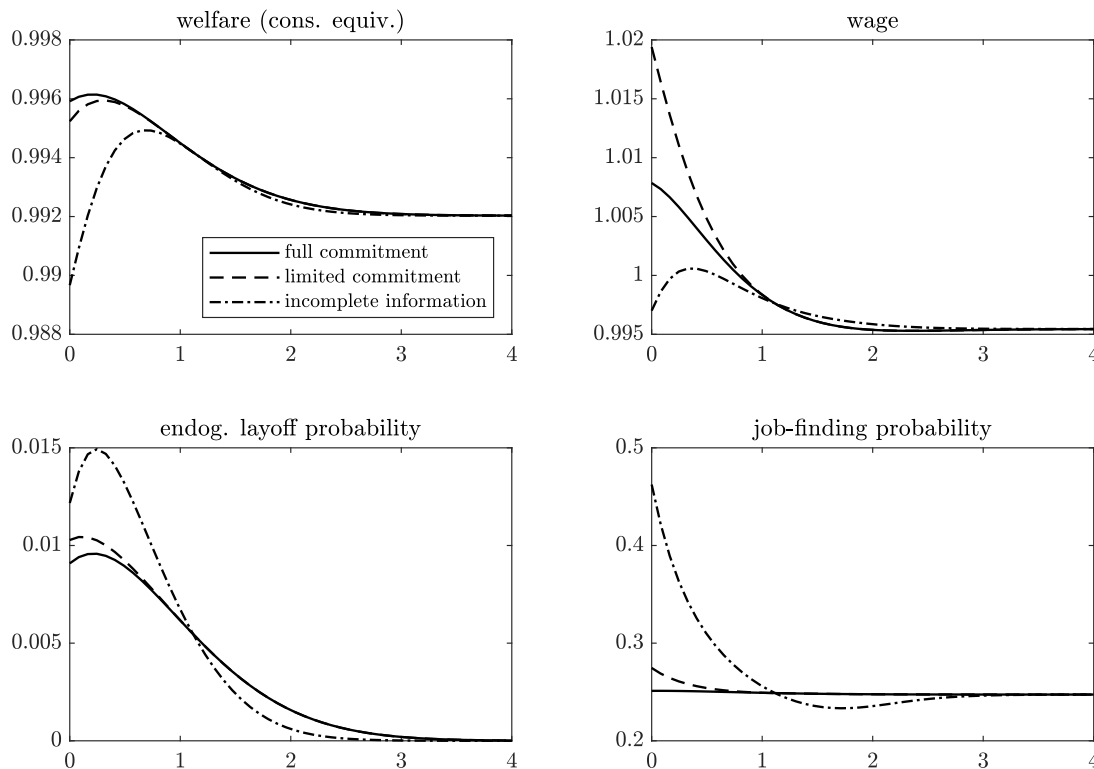 welfare (cons. equiv.)
0.998
0.996
0.994
0.992
0.99
0.988
0 1 2 3 4
full commitment
limited commitment
incomplete information
wage
1.02
1.015
1.01
1.005
1
0.995
0 1 2 3 4
endog. layoff probability
0.015
0.01
0.005
0
0 1 2 3 4
job-finding probability
0.5
0.4
0.3
0.2
0 1 2 3 4